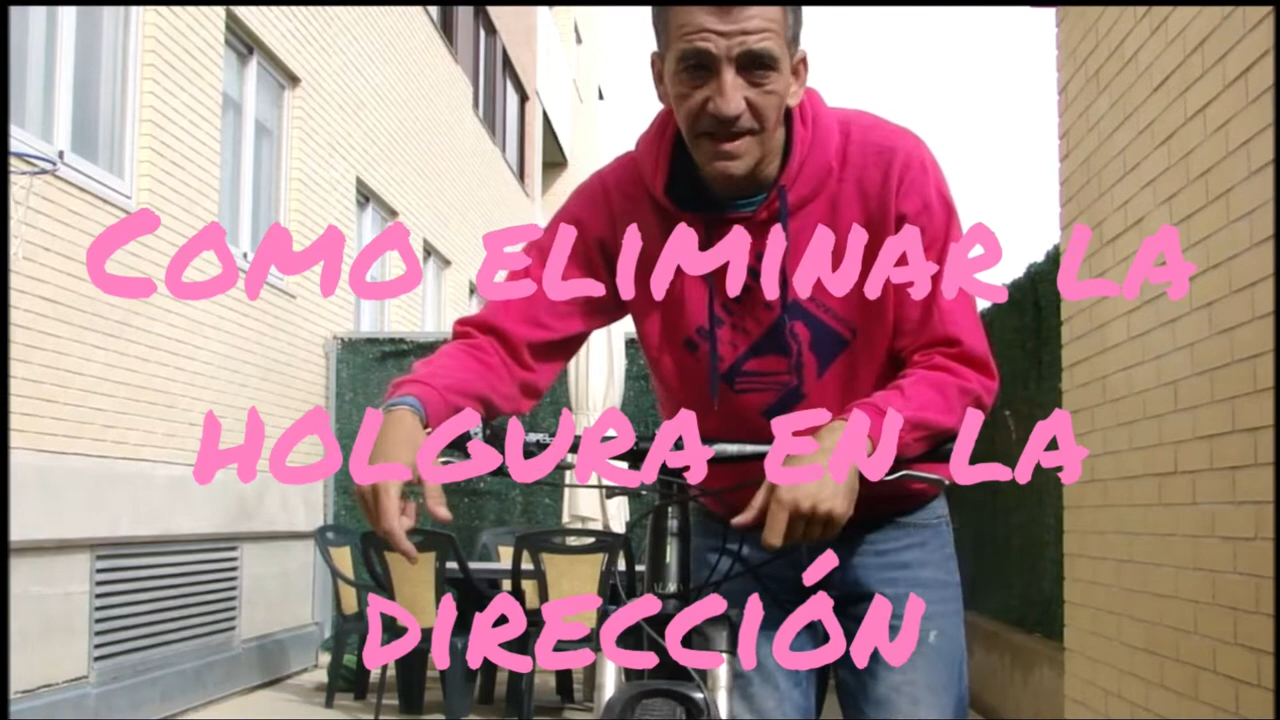 Como eliminar la
holgura en la
dirección